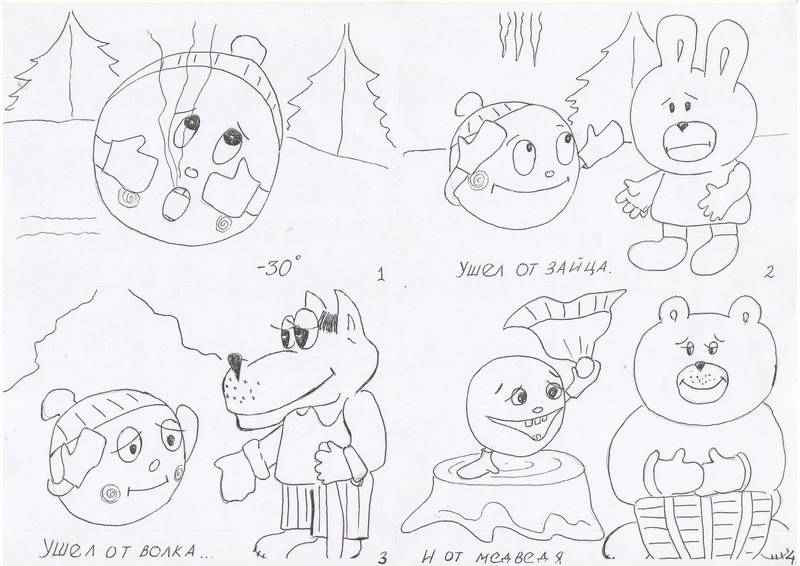 -30°
1
Ушел от зайца.
2
Ушел от волка...
3
И от медведя
4